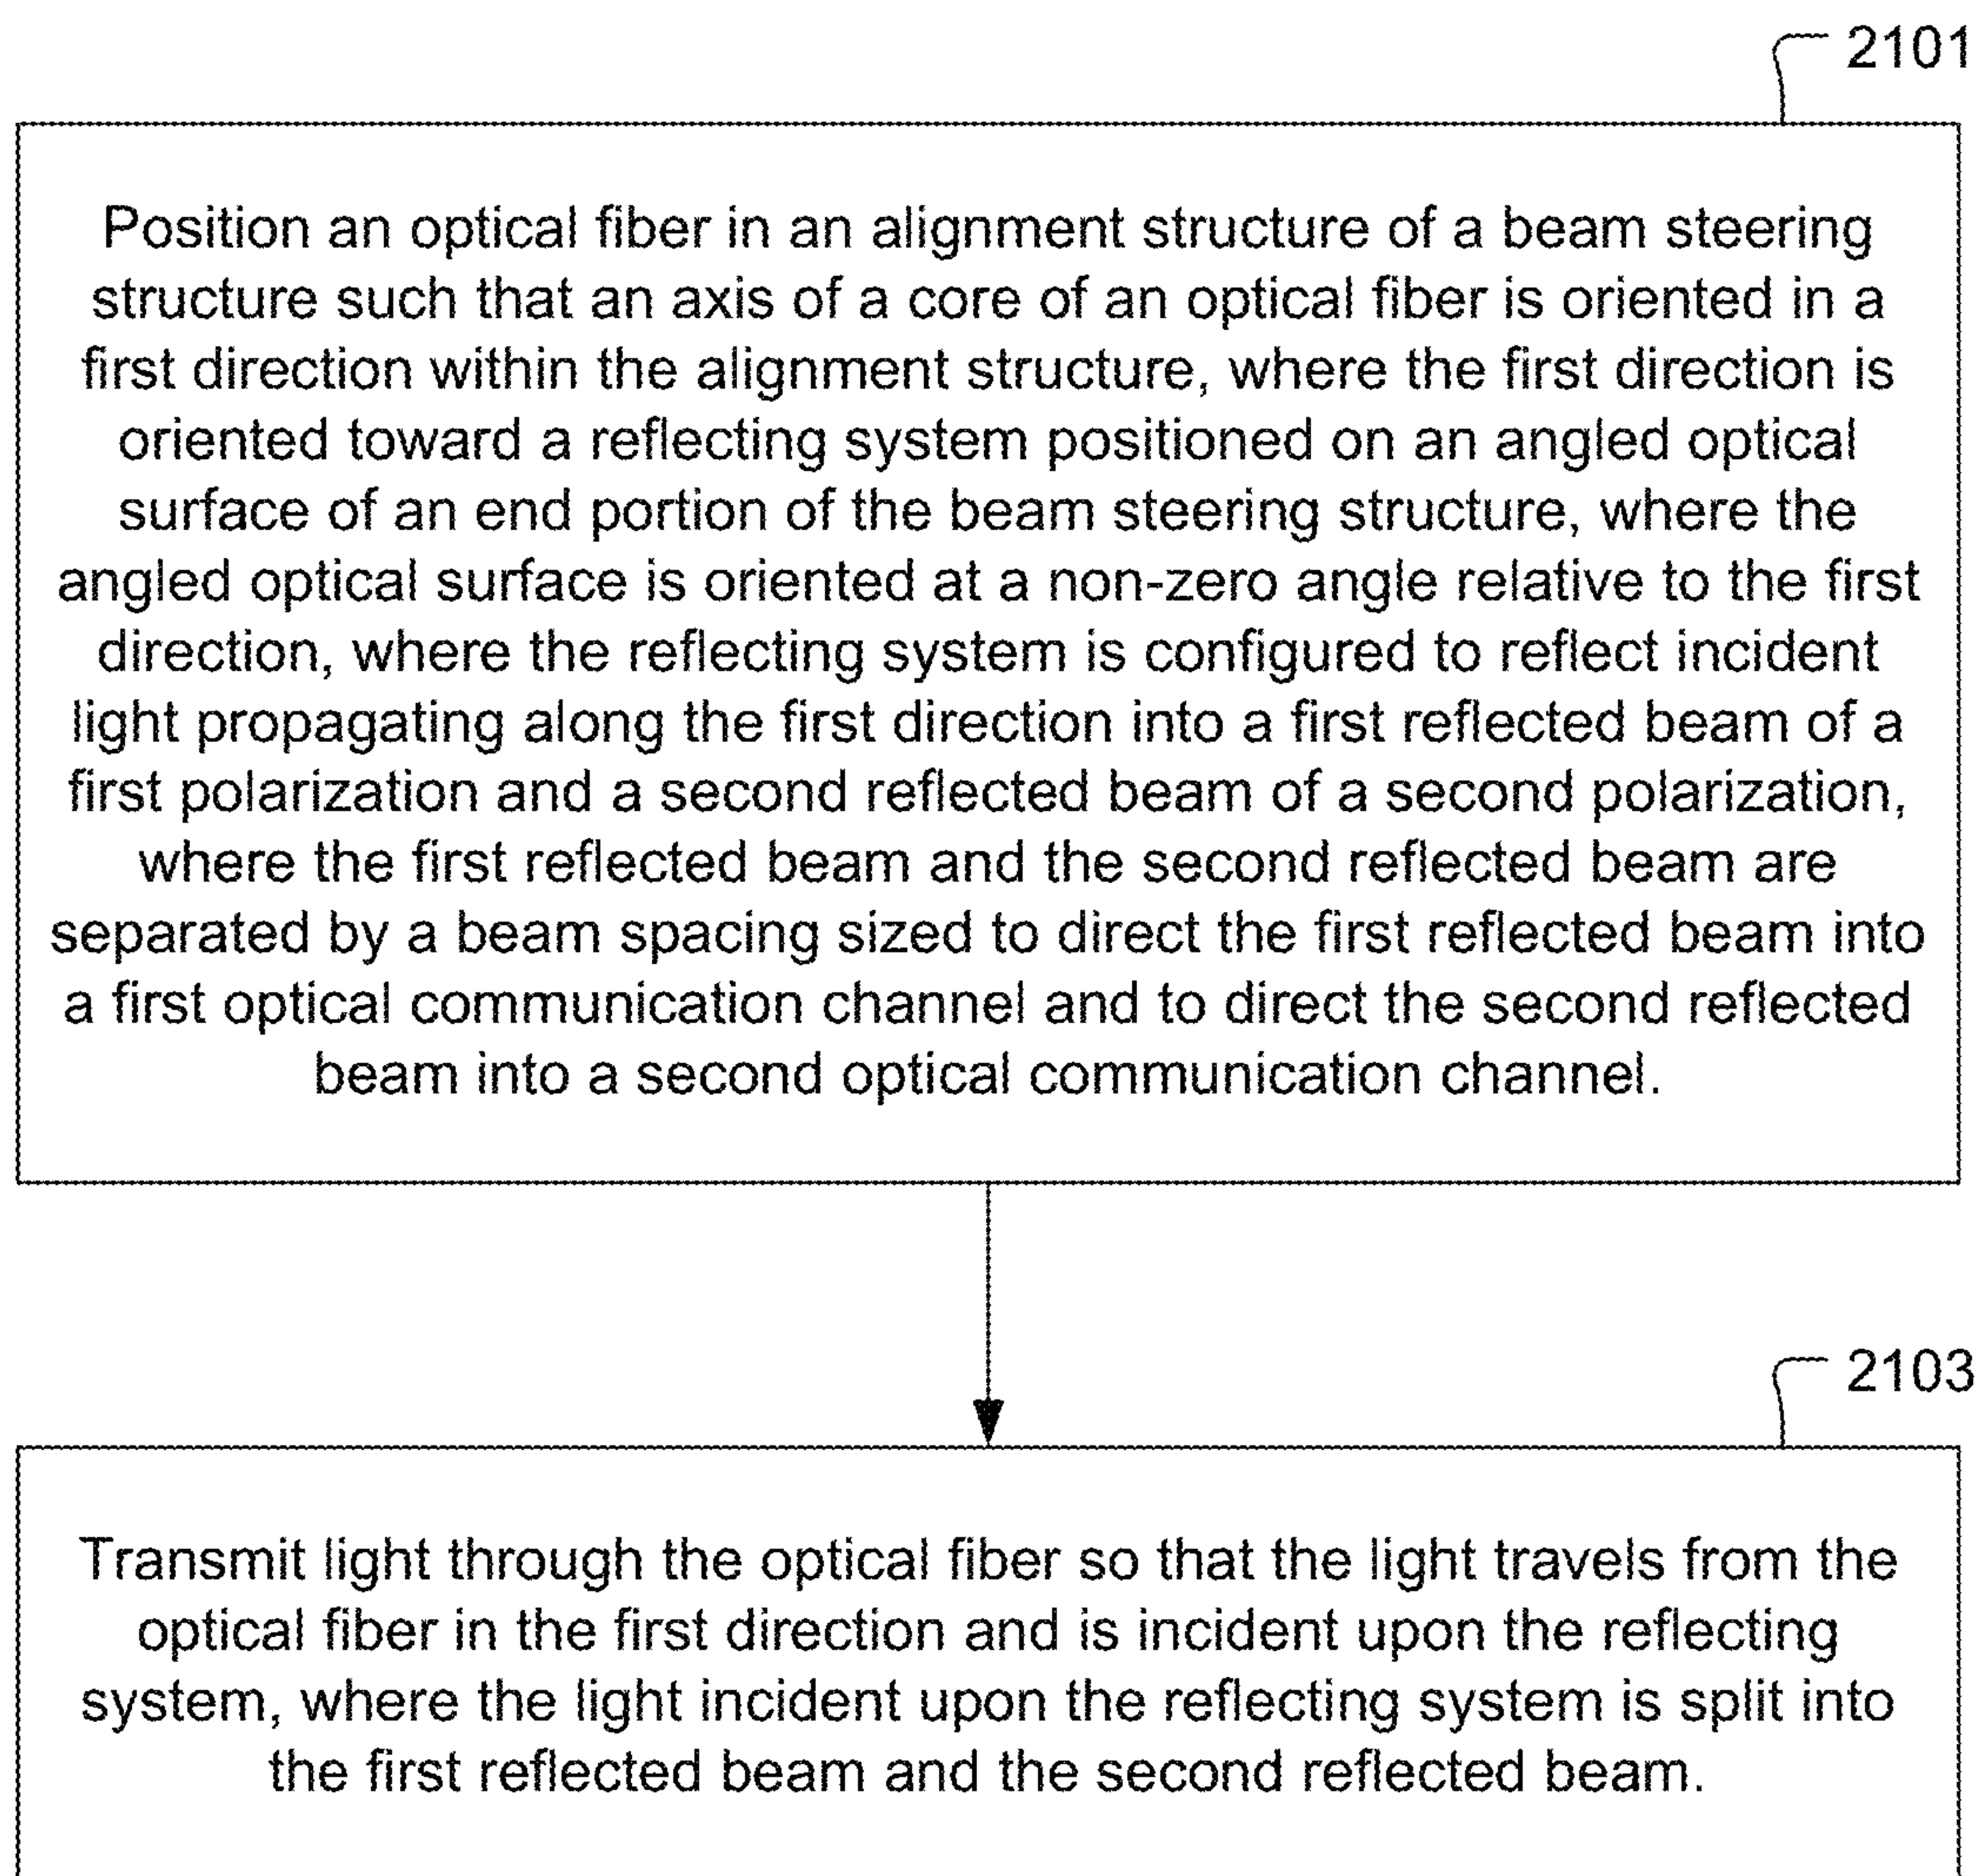 2101
Position an optical fiber in an alignment structure of a beam steering
structure such that an axis of a core of an optical fiber is oriented in a
first direction within the alignment structure, where the first direction is
oriented toward a reflecting system positioned on an angled optical
surface of an end portion of the beam steering structure, where the
angled optical surface is oriented at a non-zero angle relative to the first
direction, where the reflecting system is configured to reflect incident
light propagating along the first direction into a first reflected beam of a
first polarization and a second reflected beam of a second polarization,
where the first reflected beam and the second reflected beam are
separated by a beam spacing sized to direct the first reflected beam into
a first optical communication channel and to direct the second reflected
beam into a second optical communication channel.
2103
Transmit light through the optical fiber so that the light travels from the
optical fiber in the first direction and is incident upon the reflecting
system, where the light incident upon the reflecting system is split into
the first reflected beam and the second reflected beam.